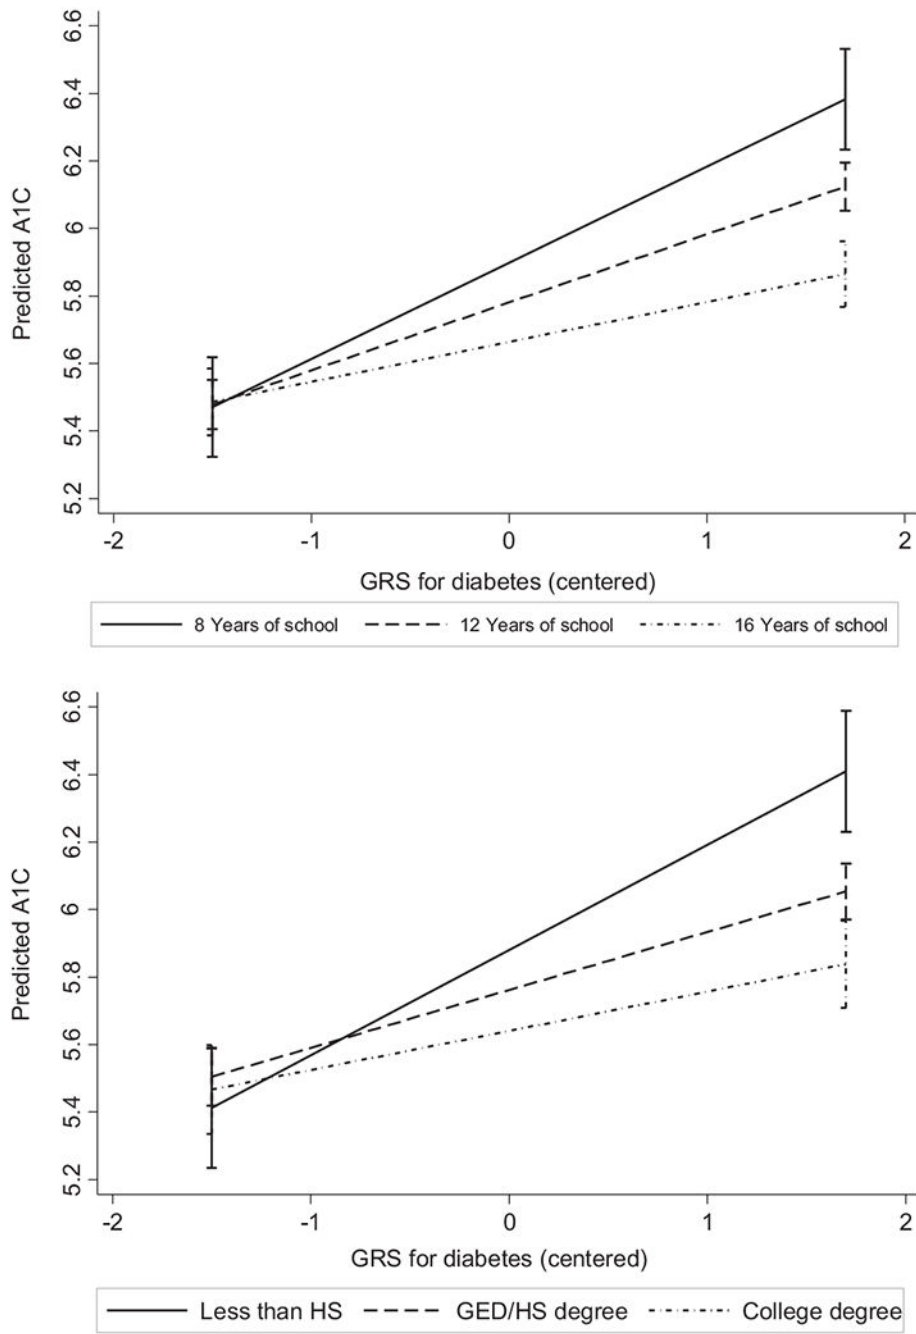 6.6
6.4
6.2
6
5.8
5.6
5.4
5.2
Predicted A1C
-2 -1 0 1 2
GRS for diabetes (centered)
8 Years of school 12 Years of school 16 Years of school
6.6
6.4
6.2
6
5.8
5.6
5.4
5.2
Predicted A1C
-2 -1 0 1 2
GRS for diabetes (centered)
Less than HS GED/HS degree College degree